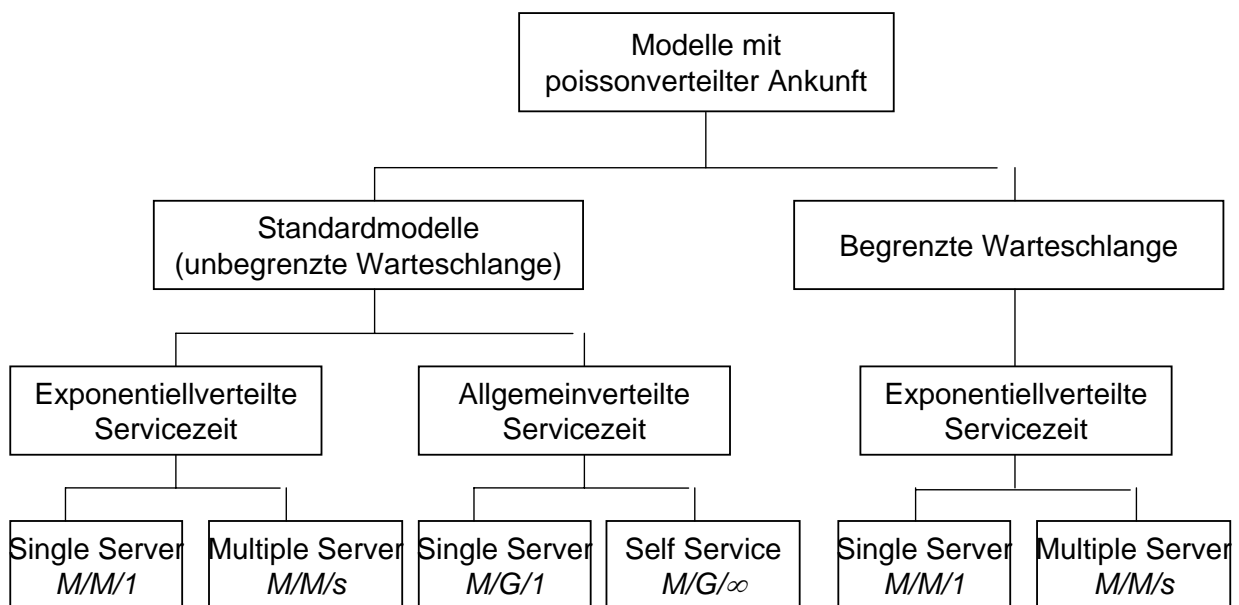 Modelle mit
poissonverteilter Ankunft
Standardmodelle
(unbegrenzte Warteschlange)
Begrenzte Warteschlange
Exponentiellverteilte
Servicezeit
Allgemeinverteilte
Servicezeit
Exponentiellverteilte
Servicezeit
Single Server
M/M/1
Multiple Server
M/M/s
Single Server
M/G/1
Self Service
M/G/∞
Single Server
M/M/1
Multiple Server
M/M/s